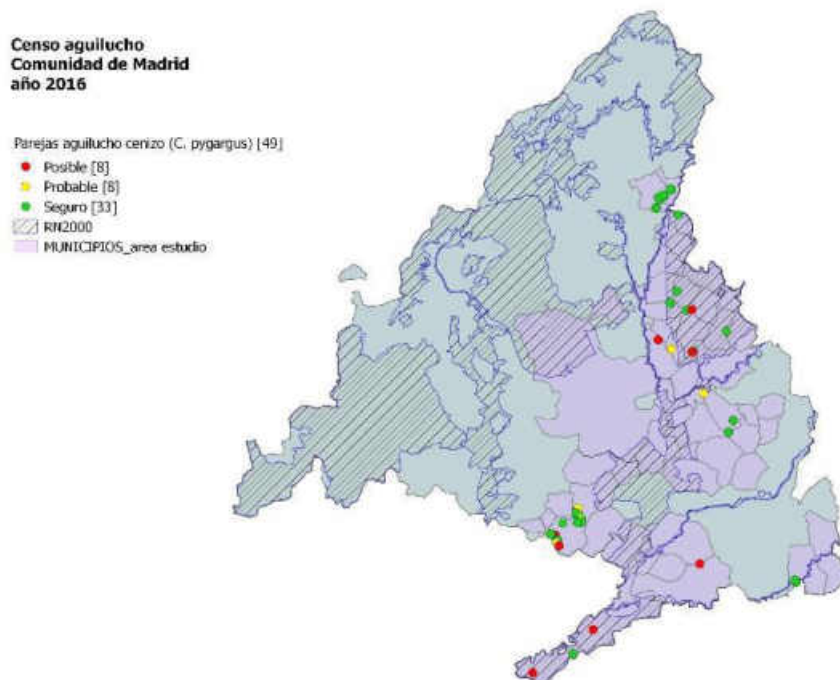 Censo aguilucho
Comunidad de Madrid
año 2016
Parejas aguilucho cenizo (C. pygargus) [49]
Posible [8]
Probable [8]
Seguro [33]
RN2000
MUNICIPIOS_area estudio